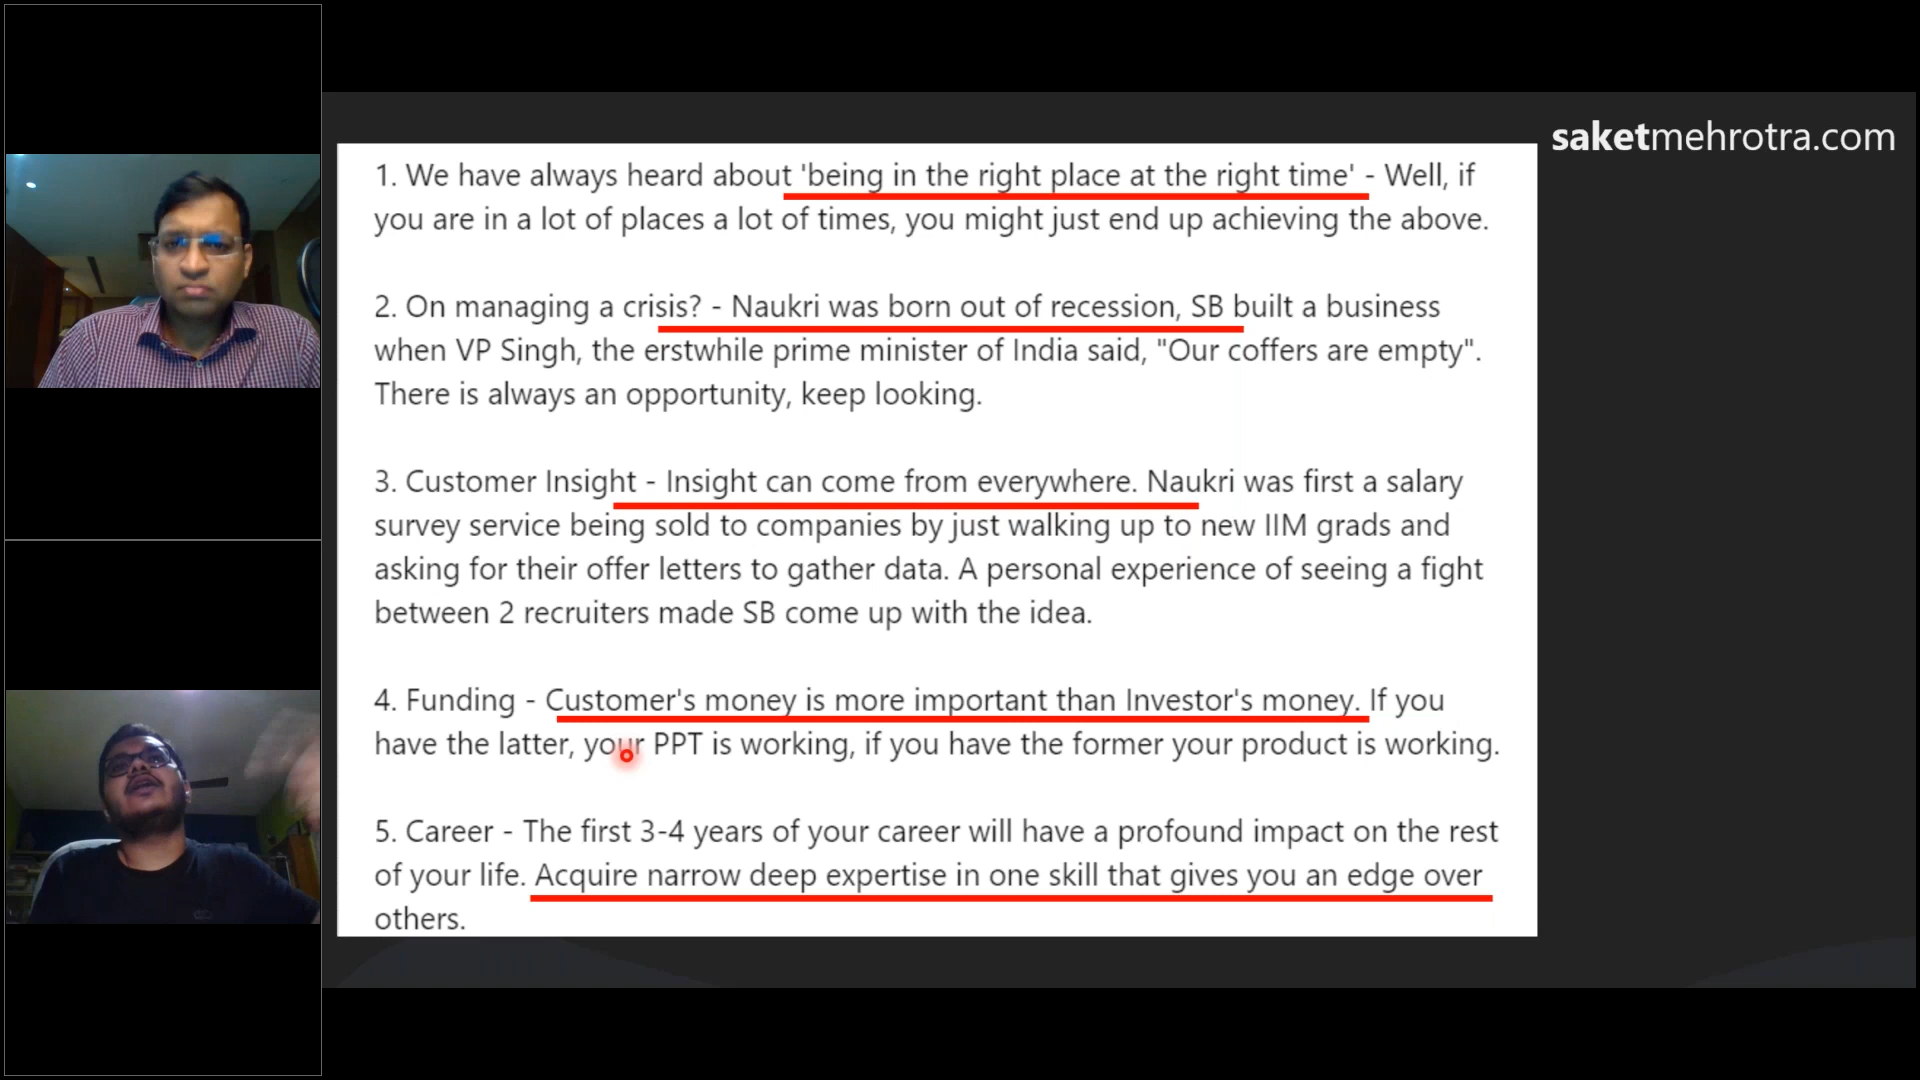 saketmehrotra.com
1. We have always heard about 'being in the right place at the right time' - Well, if
you are in a lot of places a lot of times, you might just end up achieving the above.
2. On managing a crisis? - Naukri was born out of recession, SB built a business
when VP Singh, the erstwhile prime minister of India said, "Our coffers are empty".
There is always an opportunity, keep looking.
3. Customer Insight - Insight can come from everywhere. Naukri was first a salary
survey service being sold to companies by just walking up to new IIM grads and
asking for their offer letters to gather data. A personal experience of seeing a fight
between 2 recruiters made SB come up with the idea.
4. Funding - Customer's money is more important than Investor's money. If you
have the latter, your PPT is working, if you have the former your product is working.
5. Career - The first 3-4 years of your career will have a profound impact on the rest
of your life. Acquire narrow deep expertise in one skill that gives you an edge over
others.